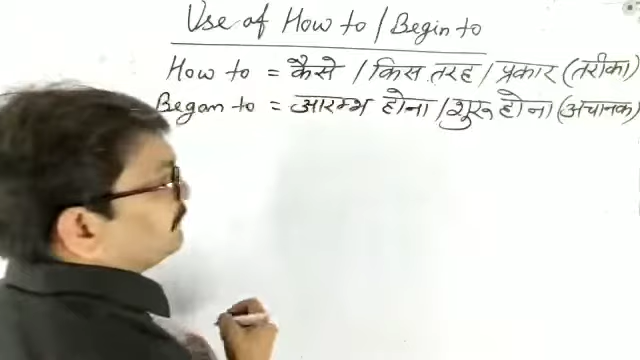 Use of How to / Begin to
How to = कैसे / किस तरह / प्रकार (तरीका)
Began to = आरम्भ होना / शुरू होना (अचानक)